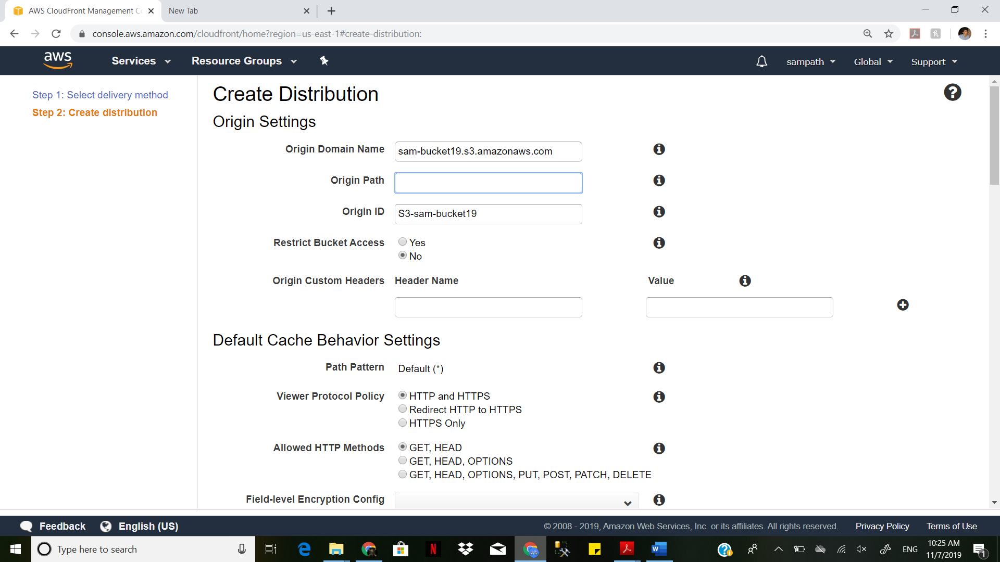 AWS CloudFront Management C
New Tab
console.aws.amazon.com/cloudfront/home?region=us-east-1#create-distribution:
aws
Services
Resource Groups
sampath
Global
Support
Step 1: Select delivery method
Step 2: Create distribution
Create Distribution
Origin Settings
Origin Domain Name
sam-bucket19.s3.amazonaws.com
Origin Path
Origin ID
S3-sam-bucket19
Restrict Bucket Access
Yes
No
Origin Custom Headers
Header Name
Value
Default Cache Behavior Settings
Path Pattern
Default (*)
Viewer Protocol Policy
HTTP and HTTPS
Redirect HTTP to HTTPS
HTTPS Only
Allowed HTTP Methods
GET, HEAD
GET, HEAD, OPTIONS
GET, HEAD, OPTIONS, PUT, POST, PATCH, DELETE
Field-level Encryption Config
Feedback
English (US)
© 2008 - 2019, Amazon Web Services, Inc. or its affiliates. All rights reserved.
Privacy Policy
Terms of Use
Type here to search
ENG
10:25 AM
11/7/2019
1